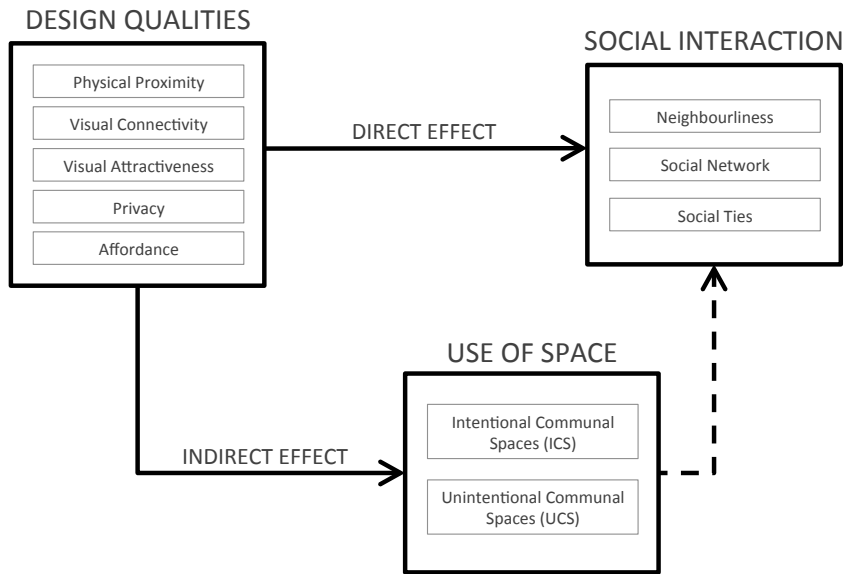 DESIGN QUALITIES
Physical Proximity
Visual Connectivity
Visual Attractiveness
Privacy
Affordance
DIRECT EFFECT
SOCIAL INTERACTION
Neighbourliness
Social Network
Social Ties
INDIRECT EFFECT
USE OF SPACE
Intentional Communal
Spaces (ICS)
Unintentional Communal
Spaces (UCS)